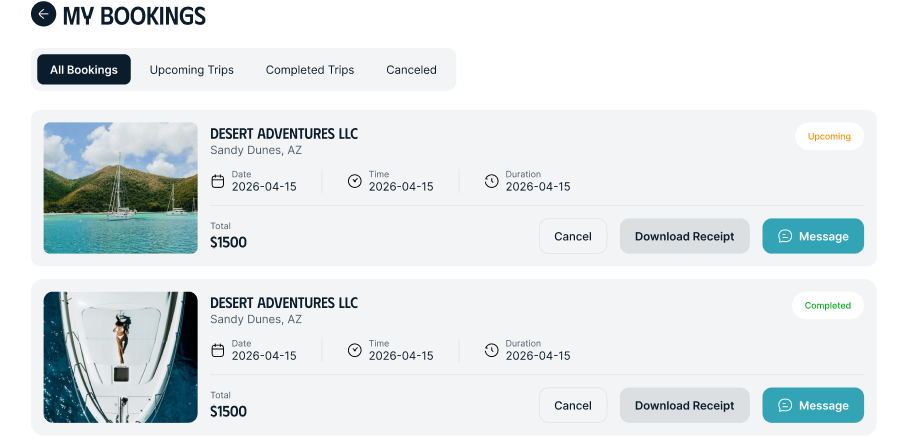 MY BOOKINGS
All Bookings Upcoming Trips Completed Trips Canceled
DESERT ADVENTURES LLC
Upcoming
Sandy Dunes, AZ
Date Time Duration
2026-04-15 2026-04-15 2026-04-15
Total
$1500
Cancel Download Receipt Message
DESERT ADVENTURES LLC
Completed
Sandy Dunes, AZ
Date Time Duration
2026-04-15 2026-04-15 2026-04-15
Total
$1500
Cancel Download Receipt Message